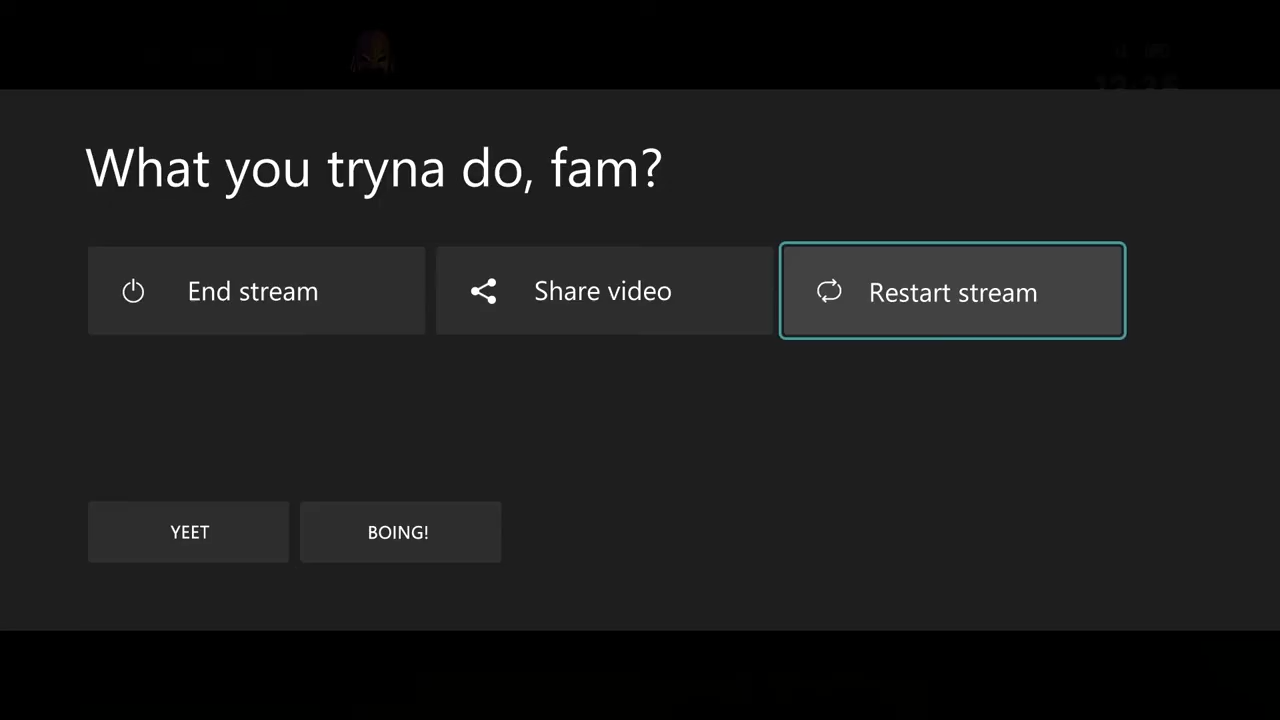 What you tryna do, fam?
End stream
Share video
Restart stream
YEET
BOING!